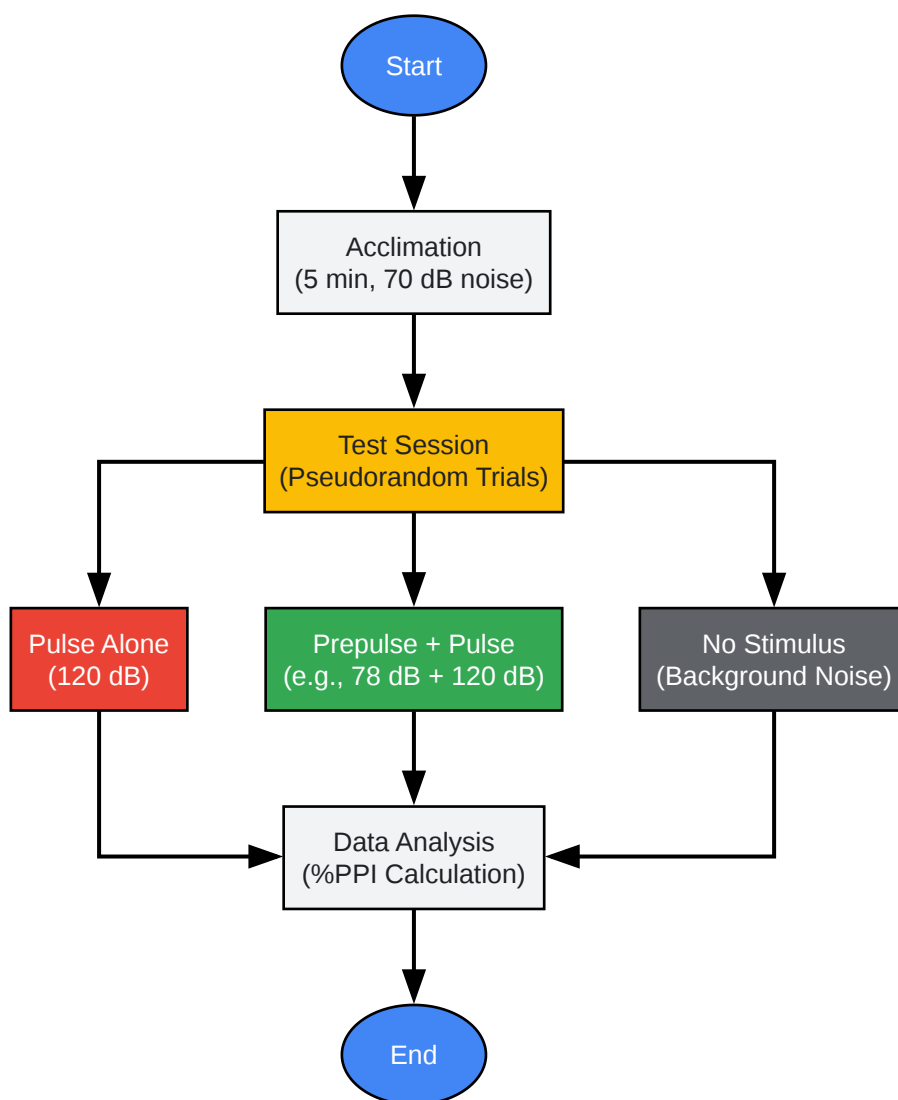 Start
Acclimation
(5 min, 70 dB noise)
Test Session
(Pseudorandom Trials)
Pulse Alone
(120 dB)
Prepulse + Pulse
(e.g., 78 dB + 120 dB)
No Stimulus
(Background Noise)
Data Analysis
(%PPI Calculation)
End